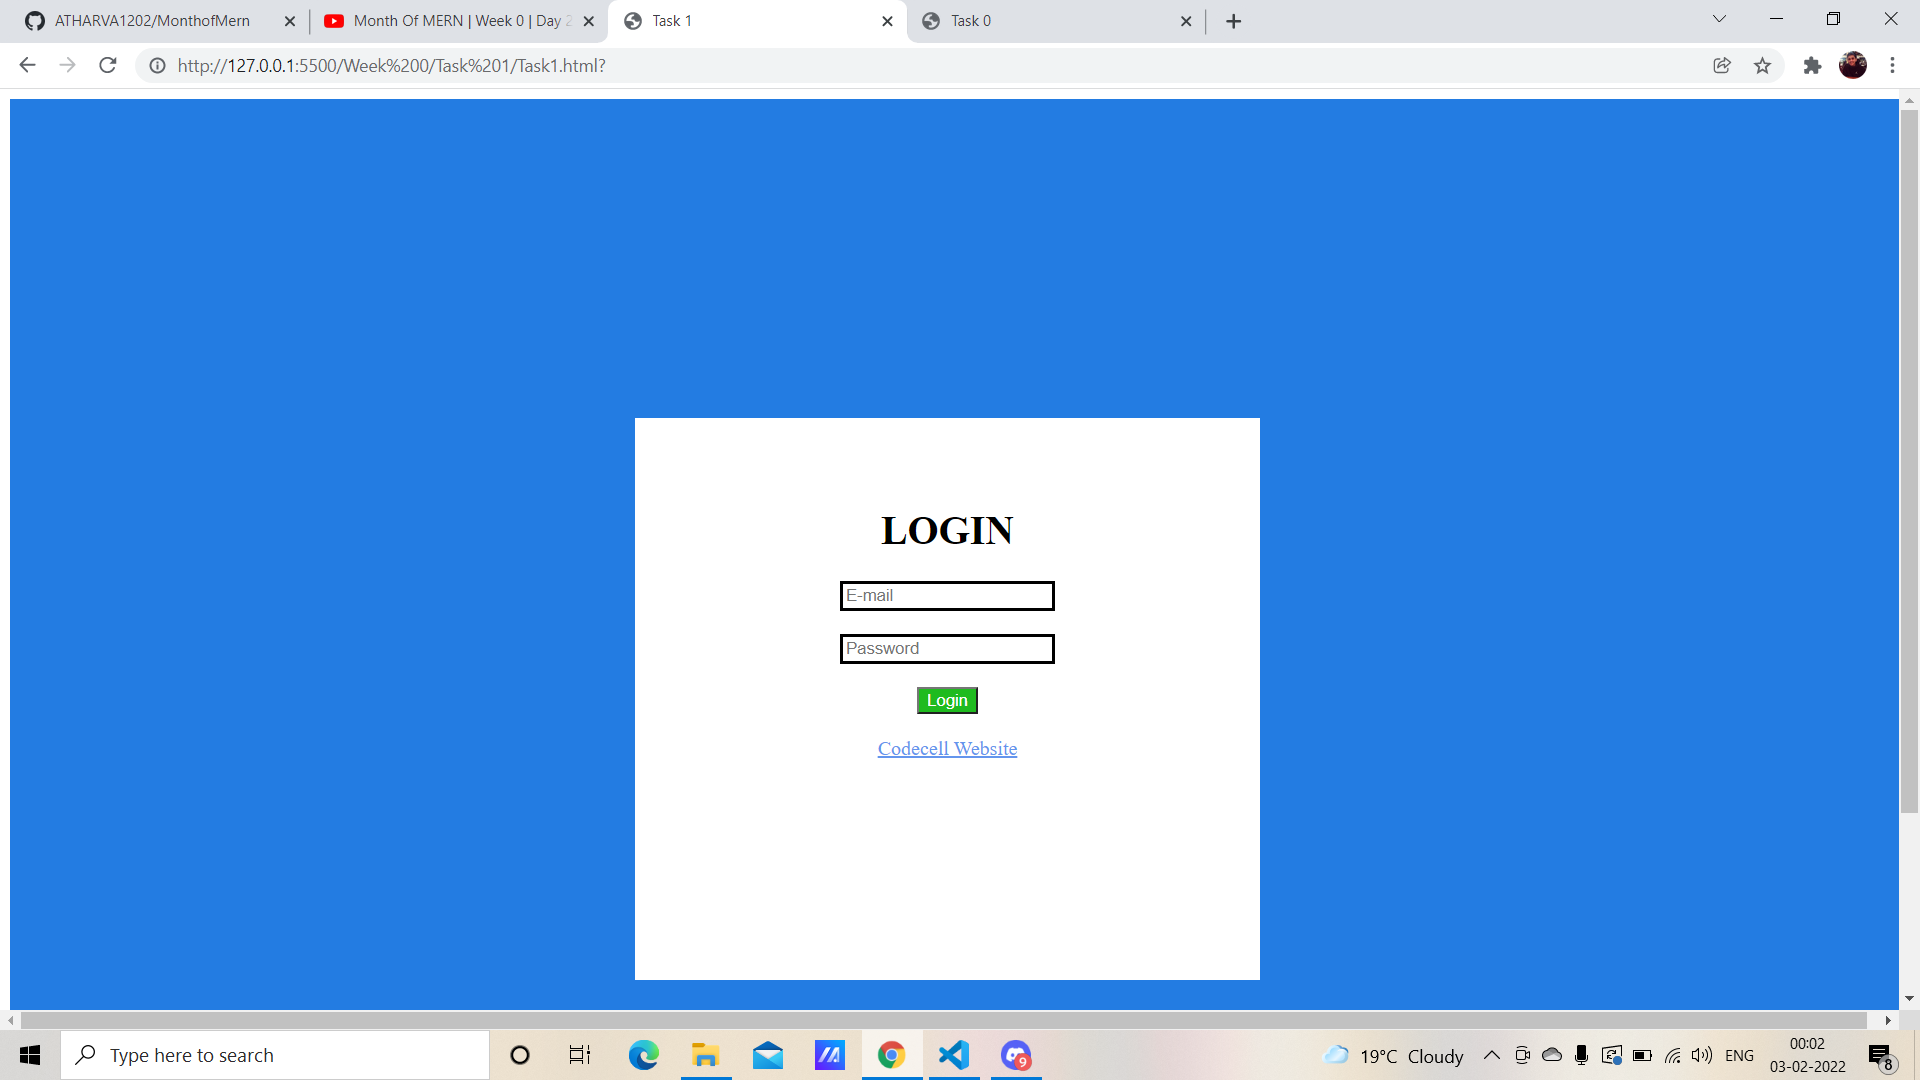 ATHARVA1202/MonthofMern
Month Of MERN | Week 0 | Day 2
Task 1
Task 0
http://127.0.0.1:5500/Week%200/Task%201/Task1.html?
LOGIN
E-mail
Password
Login
Codecell Website
Type here to search
9
19°C Cloudy
ENG
00:02
03-02-2022
8